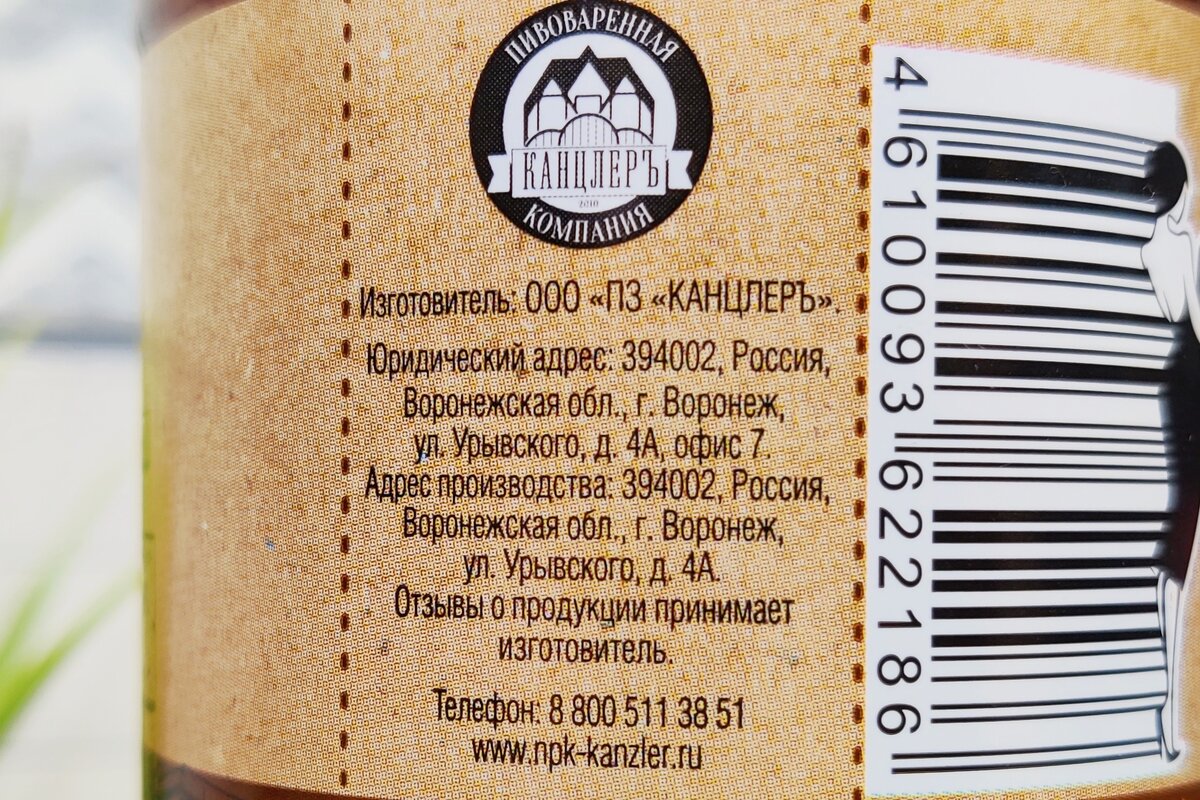 ПИВОВАРЕННАЯ
КАНЦЛЕРЪ
2010
КОМПАНИЯ
Изготовитель: ООО «ПЗ «КАНЦЛЕРЪ».
Юридический адрес: 394002, Россия,
Воронежская обл., г. Воронеж,
ул. Урывского, д. 4А, офис 7.
Адрес производства: 394002, Россия,
Воронежская обл., г. Воронеж,
ул. Урывского, д. 4А.
Отзывы о продукции принимает
изготовитель.
Телефон: 8 800 511 38 51
www.npk-kanzler.ru
4 610093 622186